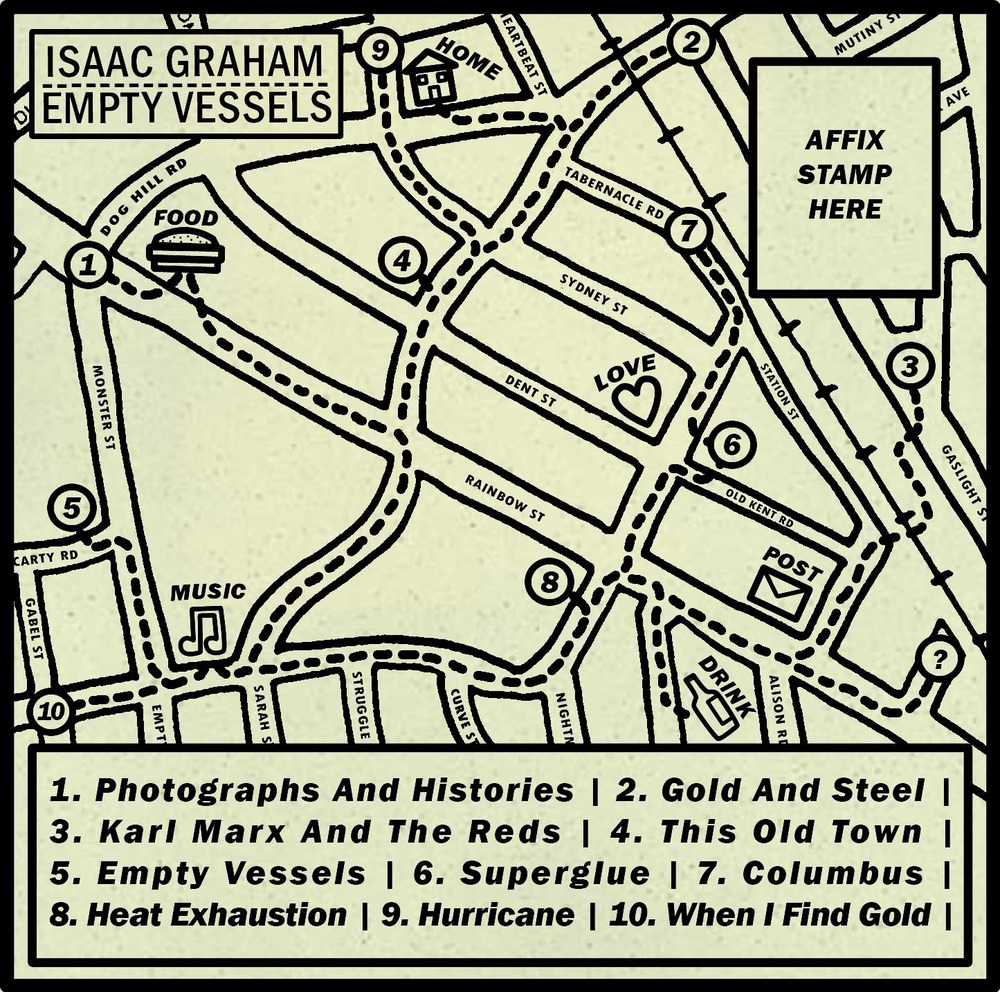 ISAAC GRAHAM
EMPTY VESSELS
9
HOME
2
MUTINY
AVE
AFFIX
STAMP
HERE
DOG HILL RD
FOOD
1
4
TABERNACLE RD
7
SYDNEY ST
LOVE
DENT ST
3
STATION ST
MONSTER ST
6
GASLIGHT
OLD KENT RD
RAINBOW ST
5
CARTY RD
GABEL ST
MUSIC
8
POST
?
10
EMPT
SARAH
STRUGGLE
CURVE ST
NIGHTN
DRINK
ALISON RD
1. Photographs And Histories | 2. Gold And Steel |
3. Karl Marx And The Reds | 4. This Old Town |
5. Empty Vessels | 6. Superglue | 7. Columbus |
8. Heat Exhaustion | 9. Hurricane | 10. When I Find Gold |